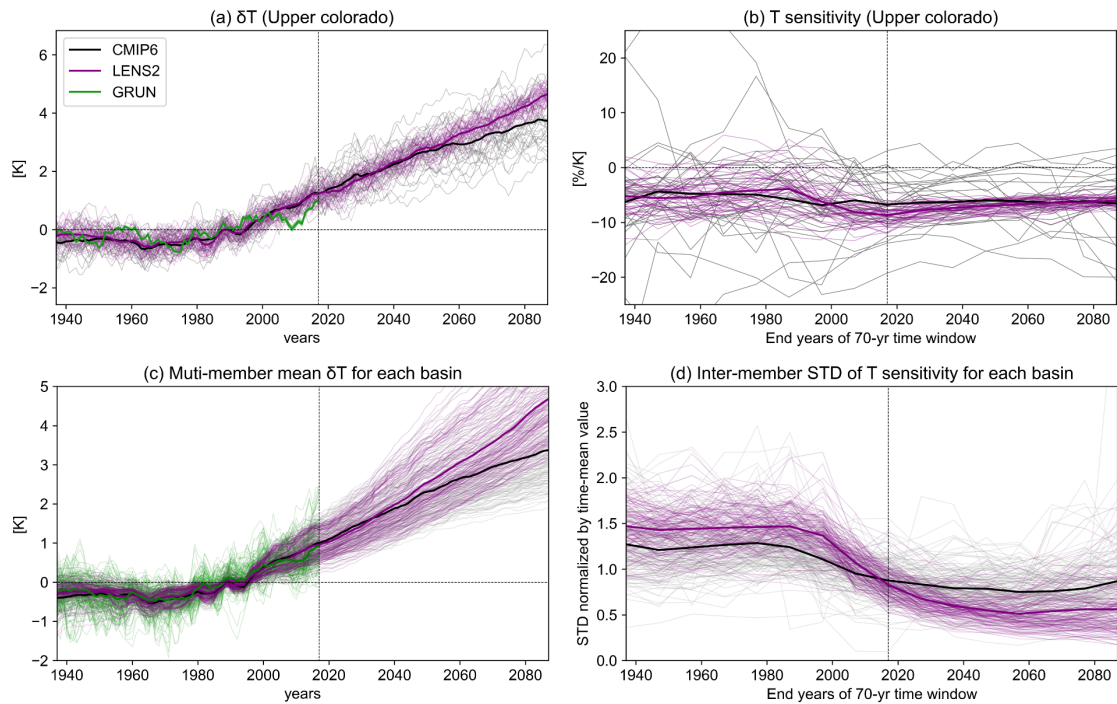 (a) δT (Upper colorado)
[K]
6
4
2
0
−2
CMIP6
LENS2
GRUN
1940 1960 1980 2000 2020 2040 2060 2080
years
(b) T sensitivity (Upper colorado)
[%/K]
20
10
0
−10
−20
1940 1960 1980 2000 2020 2040 2060 2080
End years of 70-yr time window
(c) Muti-member mean δT for each basin
[K]
5
4
3
2
1
0
−1
−2
1940 1960 1980 2000 2020 2040 2060 2080
years
(d) Inter-member STD of T sensitivity for each basin
STD normalized by time-mean value
3.0
2.5
2.0
1.5
1.0
0.5
0.0
1940 1960 1980 2000 2020 2040 2060 2080
End years of 70-yr time window